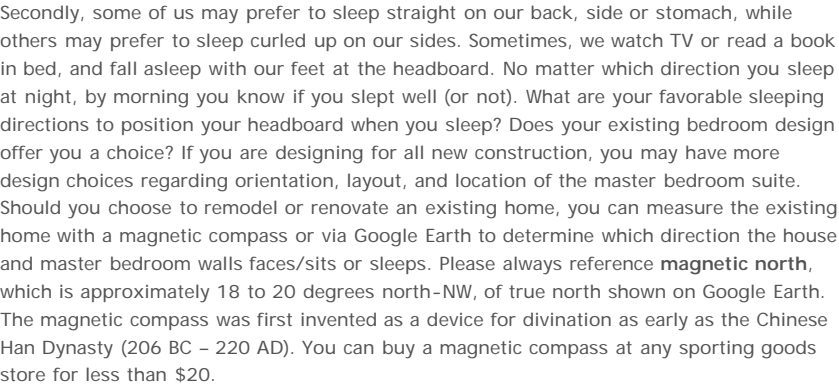 Secondly, some of us may prefer to sleep straight on our back, side or stomach, while
others may prefer to sleep curled up on our sides. Sometimes, we watch TV or read a book
in bed, and fall asleep with our feet at the headboard. No matter which direction you sleep
at night, by morning you know if you slept well (or not). What are your favorable sleeping
directions to position your headboard when you sleep? Does your existing bedroom design
offer you a choice? If you are designing for all new construction, you may have more
design choices regarding orientation, layout, and location of the master bedroom suite.
Should you choose to remodel or renovate an existing home, you can measure the existing
home with a magnetic compass or via Google Earth to determine which direction the house
and master bedroom walls faces/sits or sleeps. Please always reference magnetic north,
which is approximately 18 to 20 degrees north-NW, of true north shown on Google Earth.
The magnetic compass was first invented as a device for divination as early as the Chinese
Han Dynasty (206 BC – 220 AD). You can buy a magnetic compass at any sporting goods
store for less than $20.